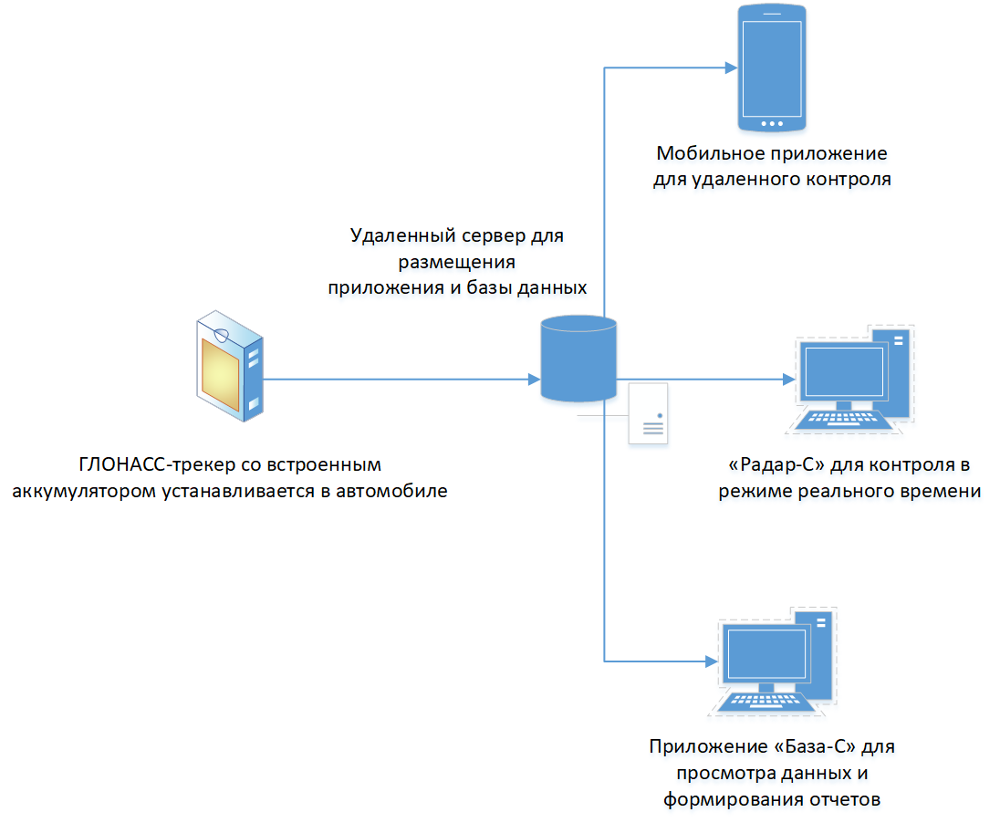 Мобильное приложение
для удаленного контроля
Удаленный сервер для
размещения
приложения и базы данных
ГЛОНАСС-трекер со встроенным
аккумулятором устанавливается в автомобиле
«Радар-С» для контроля в
режиме реального времени
Приложение «База-С» для
просмотра данных и
формирования отчетов